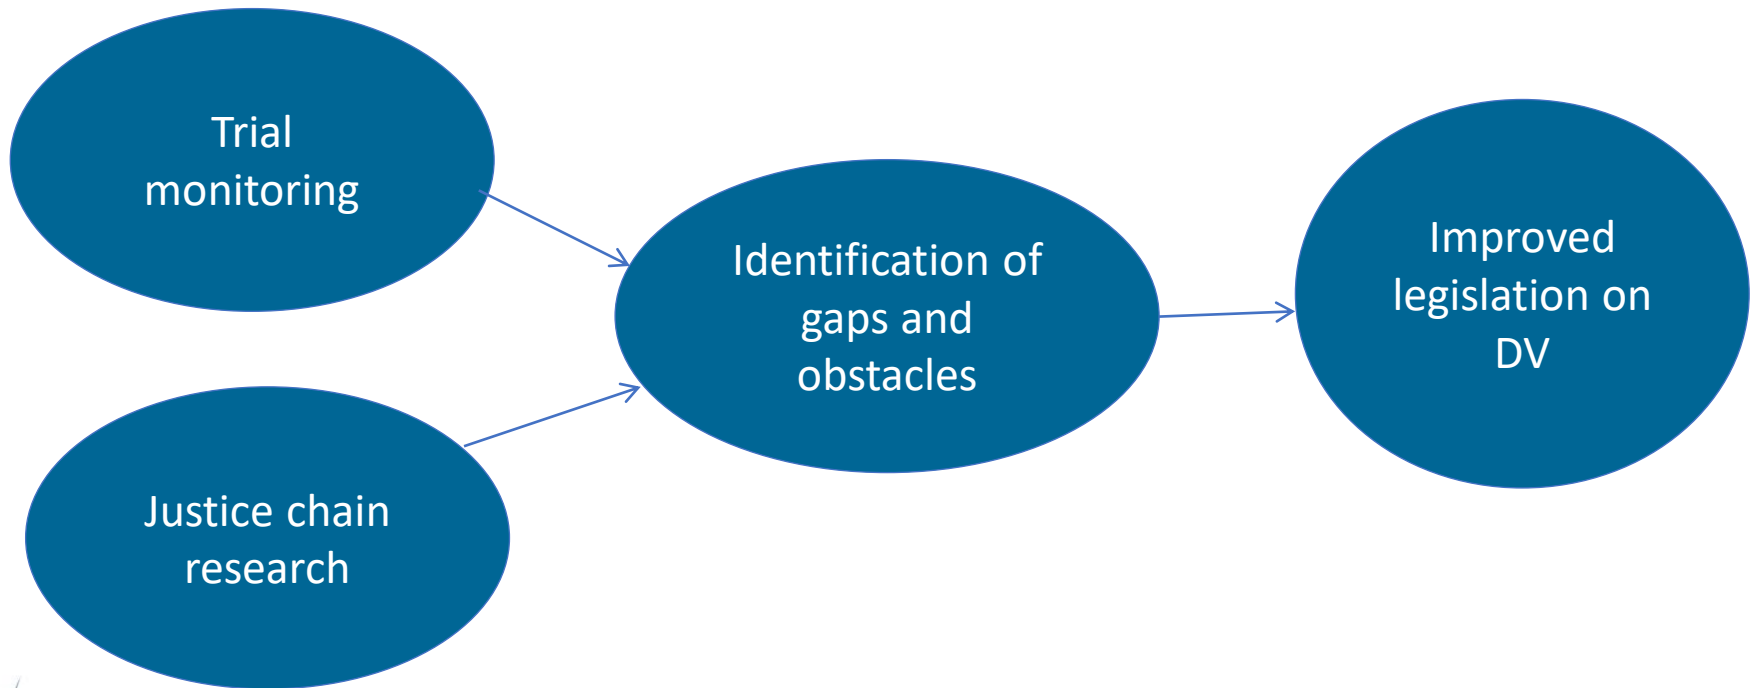 Trial
monitoring
Identification of
gaps and
obstacles
Improved
legislation on
DV
Justice chain
research